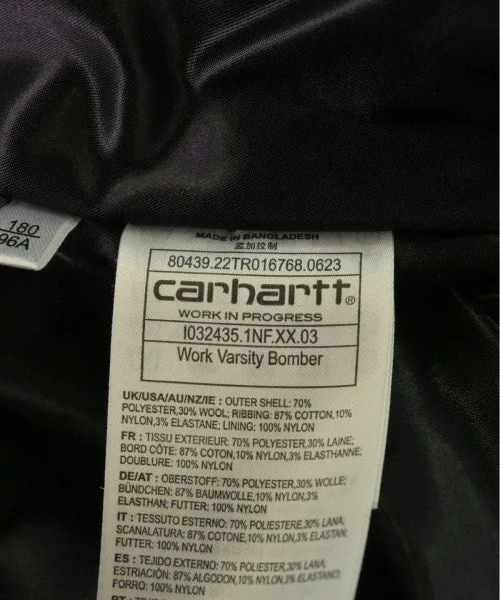 180
96A
MADE IN BANGLADESH
孟加拉制
80439.22TR016768.0623
carhartt®
WORK IN PROGRESS
I032435.1NF.XX.03
Work Varsity Bomber
UK/USA/AU/NZ/IE : OUTER SHELL: 70%
POLYESTER,30% WOOL; RIBBING: 87% COTTON,10%
NYLON,3% ELASTANE; LINING: 100% NYLON
FR : TISSU EXTERIEUR: 70% POLYESTER,30% LAINE;
BORD CÔTE: 87% COTON,10% NYLON,3% ELASTHANNE;
DOUBLURE: 100% NYLON
DE/AT : OBERSTOFF: 70% POLYESTER,30% WOLLE;
BÜNDCHEN: 87% BAUMWOLLE,10% NYLON,3%
ELASTHAN; FUTTER: 100% NYLON
IT : TESSUTO ESTERNO: 70% POLIESTERE,30% LANA;
SCANALATURA: 87% COTONE,10% NYLON,3% ELASTAN;
FUTTER: 100% NYLON
ES : TEJIDO EXTERNO: 70% POLIESTER,30% LANA;
ESTRIACIÓN: 87% ALGODON,10% NYLON,3% ELASTANO;
FORRO: 100% NYLON